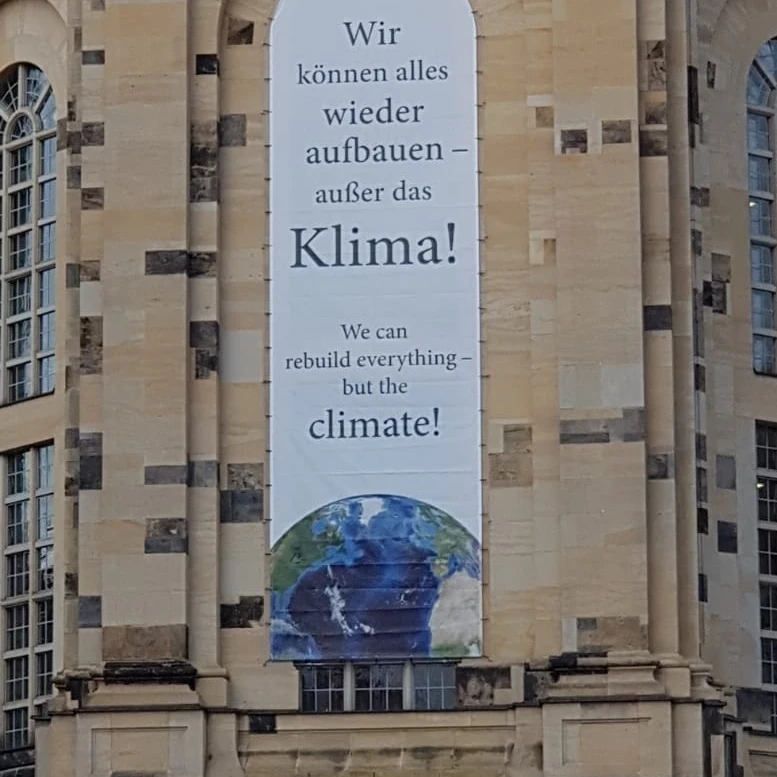 Wir
können alles
wieder
aufbauen –
außer das
Klima!
We can
rebuild everything –
but the
climate!